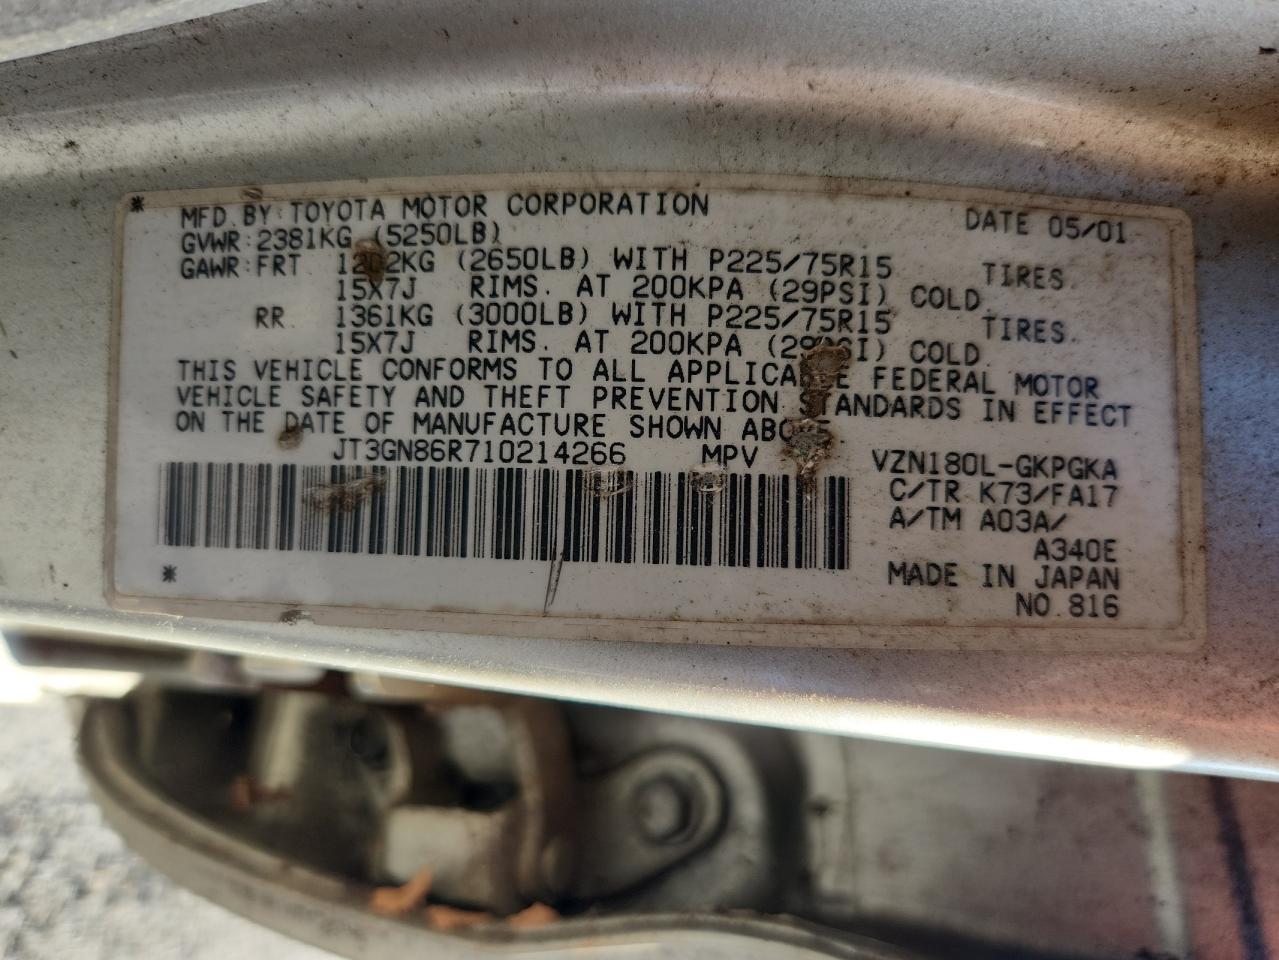 * MFD. BY: TOYOTA MOTOR CORPORATION DATE 05/01
GVWR: 2381KG (5250LB)
GAWR: FRT 1202KG (2650LB) WITH P225/75R15 TIRES.
15X7J RIMS. AT 200KPA (29PSI) COLD.
RR. 1361KG (3000LB) WITH P225/75R15 TIRES.
15X7J RIMS. AT 200KPA (29PSI) COLD
THIS VEHICLE CONFORMS TO ALL APPLICABLE FEDERAL MOTOR
VEHICLE SAFETY AND THEFT PREVENTION STANDARDS IN EFFECT
ON THE DATE OF MANUFACTURE SHOWN ABOVE.
JT3GN86R710214266 MPV VZN180L-GKPGKA
C/TR K73/FA17
A/TM A03A/
A340E
* MADE IN JAPAN
NO.816